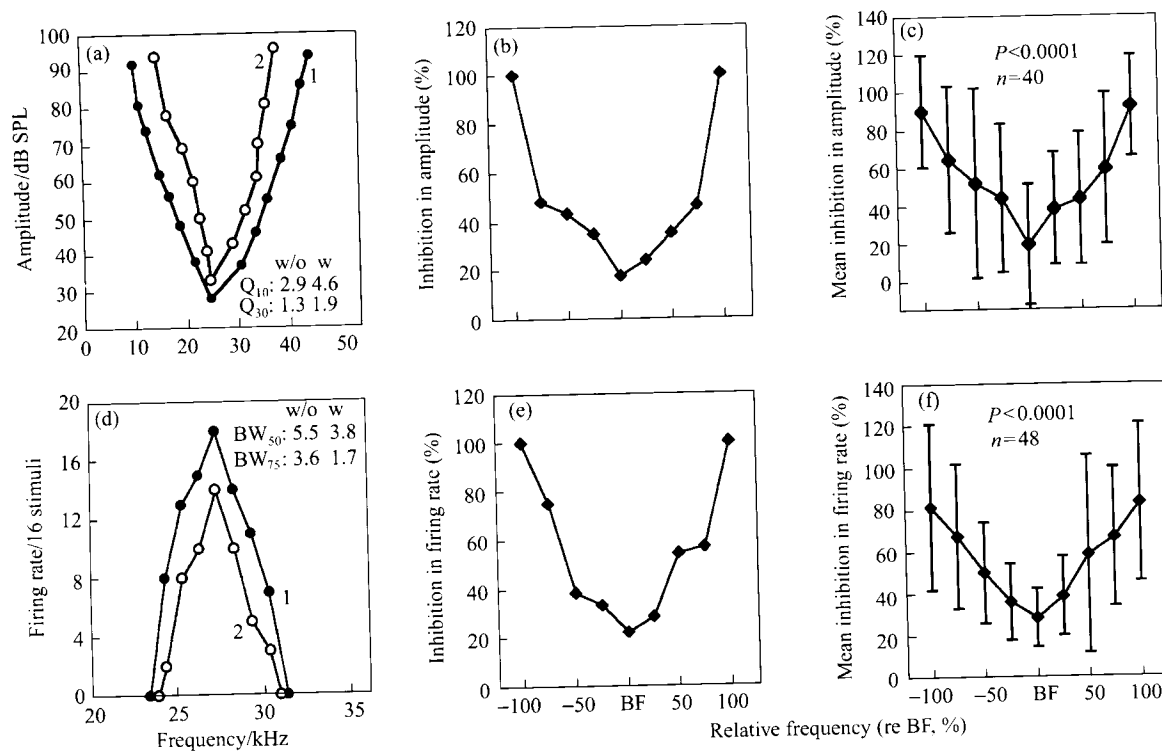 (a)
100
90
80
70
60
50
40
30
20
Amplitude/dB SPL
2
1
w/o w
Q₁₀: 2.9 4.6
Q₃₀: 1.3 1.9
0 10 20 30 40 50
(b)
120
100
80
60
40
20
0
Inhibition in amplitude (%)
(c)
140
120
100
80
60
40
20
0
Mean inhibition in amplitude (%)
P<0.0001
n=40
(d)
20
16
12
8
4
0
Firing rate/16 stimuli
w/o w
BW₅₀: 5.5 3.8
BW₇₅: 3.6 1.7
1
2
20 25 30 35
Frequency/kHz
(e)
120
100
80
60
40
20
0
Inhibition in firing rate (%)
−100 −50 BF 50 100
(f)
140
120
100
80
60
40
20
0
Mean inhibition in firing rate (%)
P<0.0001
n=48
−100 −50 BF 50 100
Relative frequency (re BF, %)